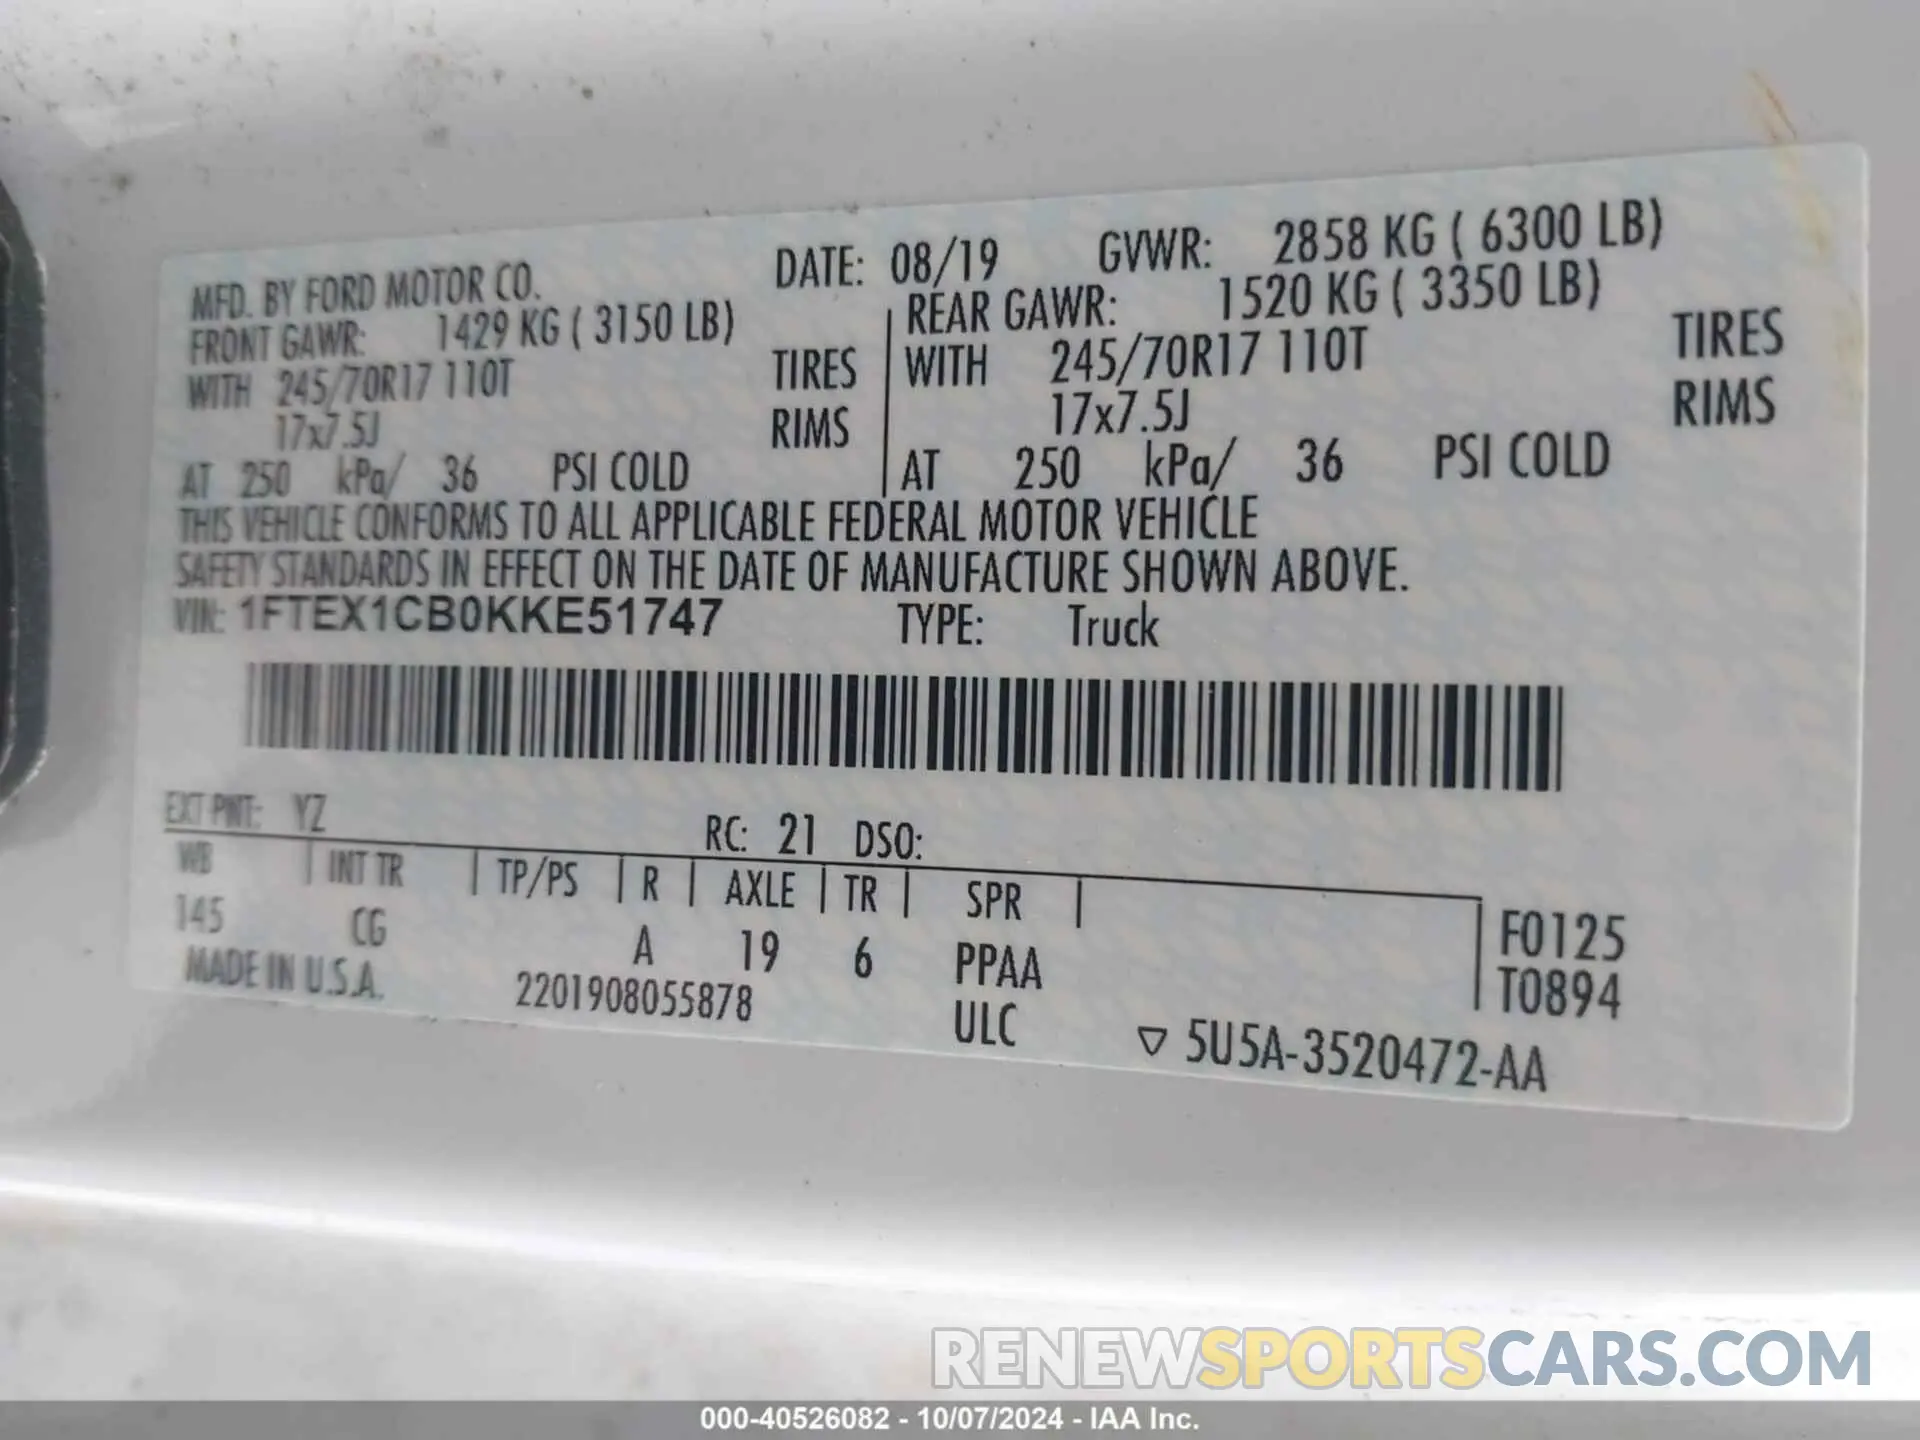 MFD. BY FORD MOTOR CO. DATE: 08/19 GVWR: 2858 KG ( 6300 LB)
FRONT GAWR: 1429 KG ( 3150 LB) REAR GAWR: 1520 KG ( 3350 LB)
WITH 245/70R17 110T TIRES WITH 245/70R17 110T TIRES
17x7.5J RIMS 17x7.5J RIMS
AT 250 kPa/ 36 PSI COLD AT 250 kPa/ 36 PSI COLD
THIS VEHICLE CONFORMS TO ALL APPLICABLE FEDERAL MOTOR VEHICLE
SAFETY STANDARDS IN EFFECT ON THE DATE OF MANUFACTURE SHOWN ABOVE.
VIN: 1FTEX1CB0KKE51747 TYPE: Truck
EXT PNT: YZ RC: 21 DSO:
WB INT TR TP/PS R AXLE TR SPR
145 CG A 19 6 PPAA F0125
MADE IN U.S.A. 2201908055878 ULC T0894
▽ 5U5A-3520472-AA
RENEWSPORTSCARS.COM
000-40526082 - 10/07/2024 - IAA Inc.